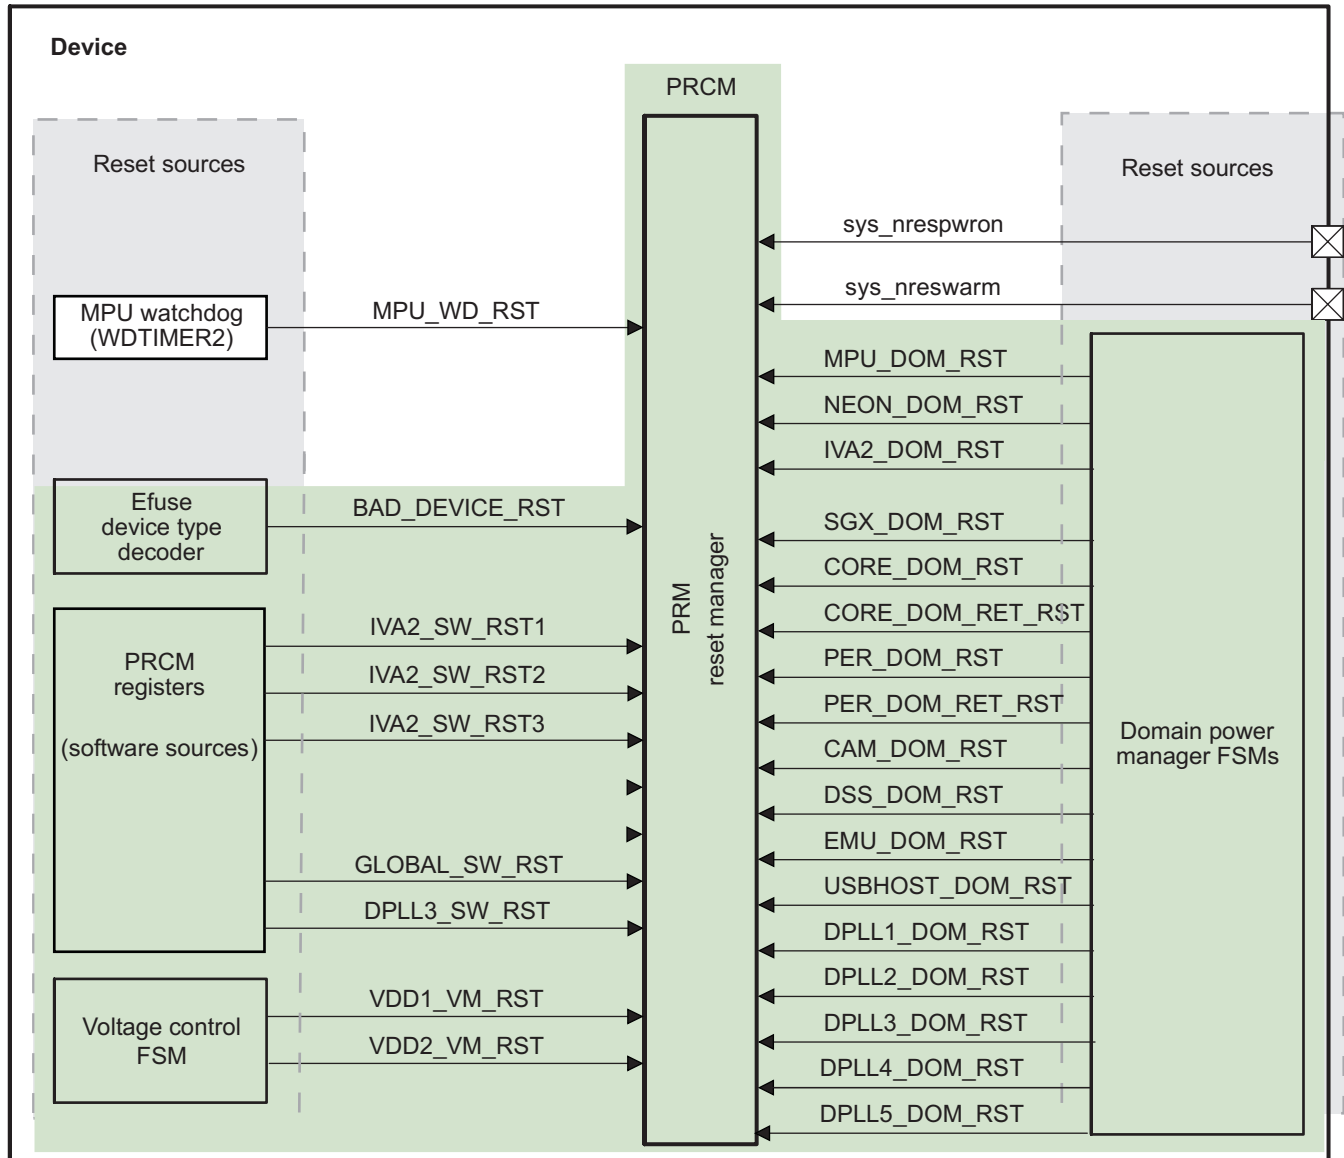 Device
PRCM
Reset sources
Reset sources
sys_nrespwron
sys_nreswarm
MPU watchdog
(WDTIMER2)
MPU_WD_RST
MPU_DOM_RST
NEON_DOM_RST
IVA2_DOM_RST
Efuse
device type
decoder
BAD_DEVICE_RST
SGX_DOM_RST
CORE_DOM_RST
CORE_DOM_RET_RST
PER_DOM_RST
PER_DOM_RET_RST
CAM_DOM_RST
DSS_DOM_RST
EMU_DOM_RST
USBHOST_DOM_RST
DPLL1_DOM_RST
DPLL2_DOM_RST
DPLL3_DOM_RST
DPLL4_DOM_RST
DPLL5_DOM_RST
PRM
reset manager
Domain power
manager FSMs
PRCM
registers
(software sources)
IVA2_SW_RST1
IVA2_SW_RST2
IVA2_SW_RST3
GLOBAL_SW_RST
DPLL3_SW_RST
Voltage control
FSM
VDD1_VM_RST
VDD2_VM_RST